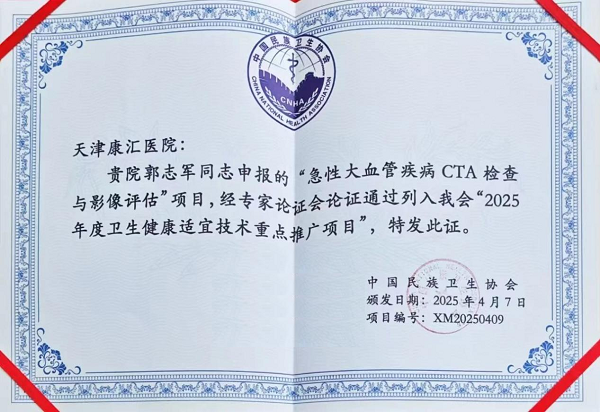 中国民族卫生协会
CNHA
CHINA NATIONAL HEALTH ASSOCIATION
天津康汇医院：
贵院郭志军同志申报的“急性大血管疾病 CTA 检查
与影像评估”项目，经专家论证会论证通过列入我会“2025
年度卫生健康适宜技术重点推广项目”，特发此证。
中国民族卫生协会
颁发日期：2025 年 4 月 7 日
项目编号：XM20250409